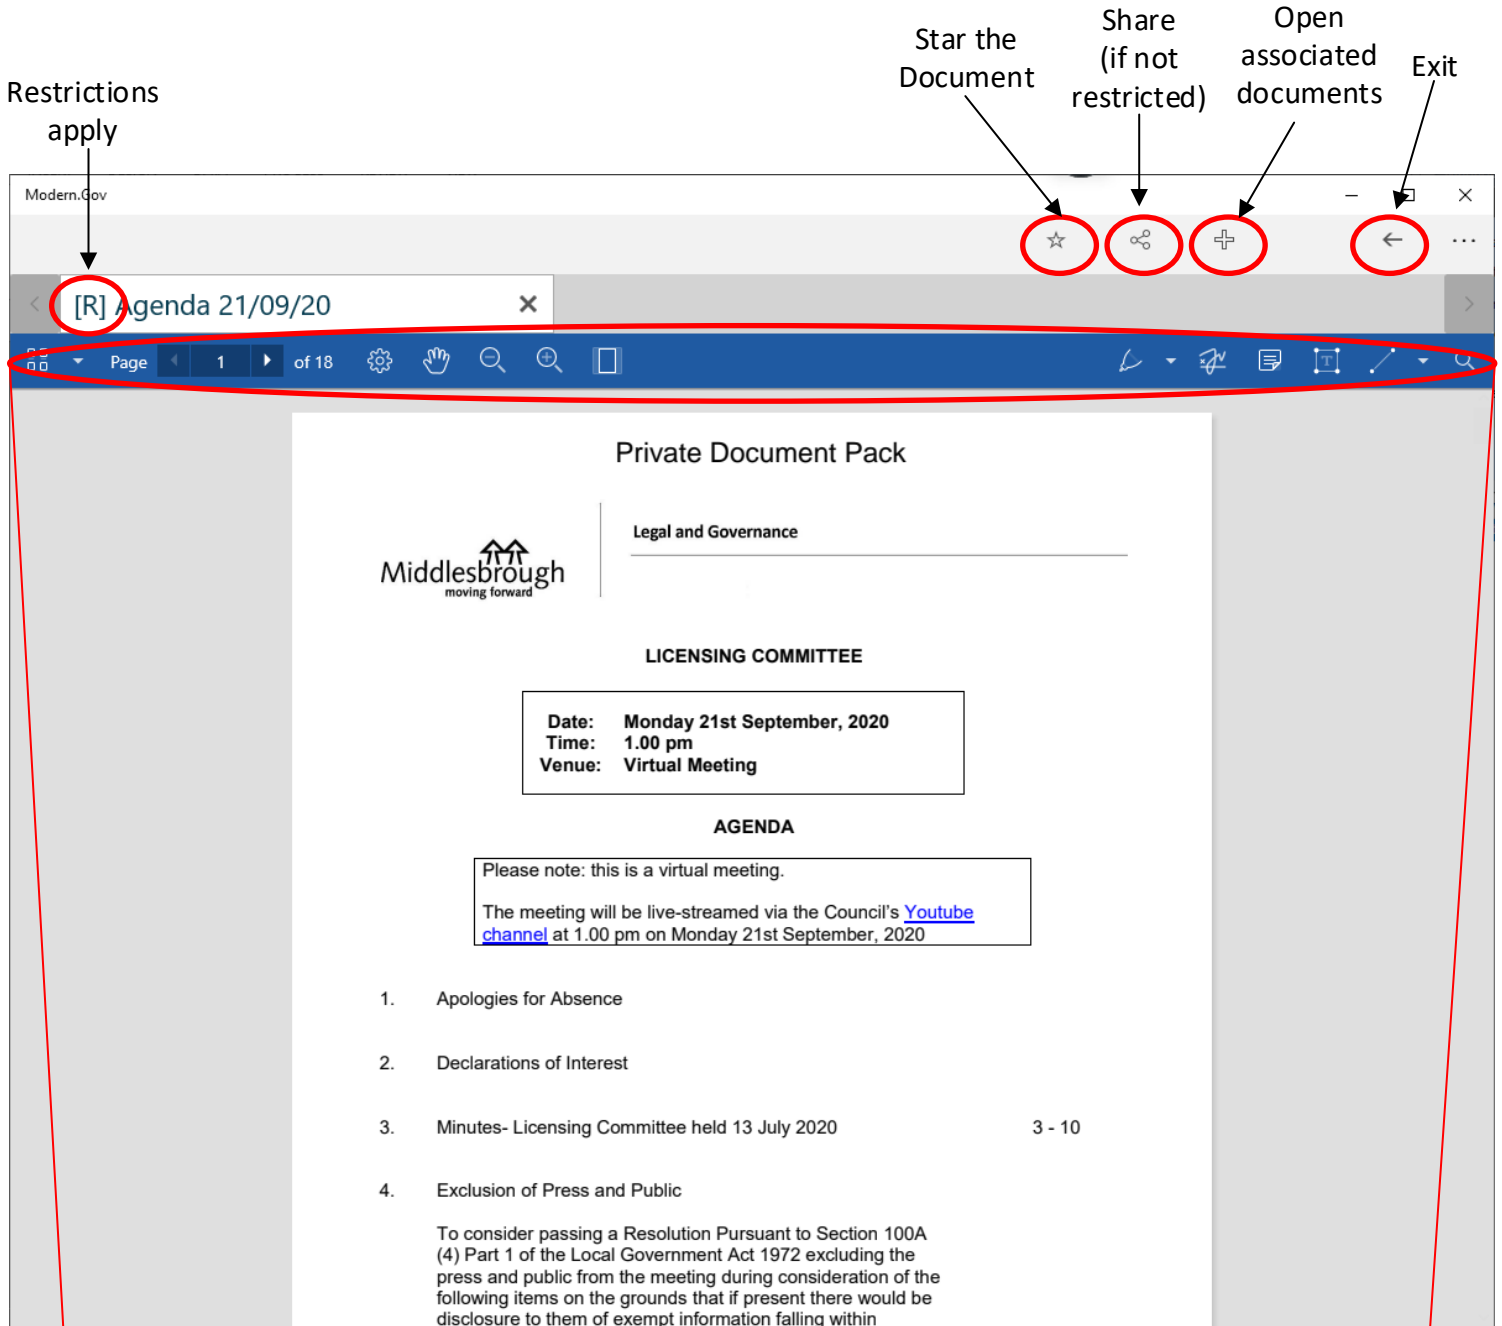 Restrictions
apply
Star the
Document
Share
(if not
restricted)
Open
associated
documents
Exit
Modern.Gov
[R] Agenda 21/09/20
Page 1 of 18
Private Document Pack
Middlesbrough
moving forward
Legal and Governance
LICENSING COMMITTEE
Date: Monday 21st September, 2020
Time: 1.00 pm
Venue: Virtual Meeting
AGENDA
Please note: this is a virtual meeting.
The meeting will be live-streamed via the Council's Youtube
channel at 1.00 pm on Monday 21st September, 2020
1. Apologies for Absence
2. Declarations of Interest
3. Minutes- Licensing Committee held 13 July 2020 3 - 10
4. Exclusion of Press and Public
To consider passing a Resolution Pursuant to Section 100A
(4) Part 1 of the Local Government Act 1972 excluding the
press and public from the meeting during consideration of the
following items on the grounds that if present there would be
disclosure to them of exempt information falling within